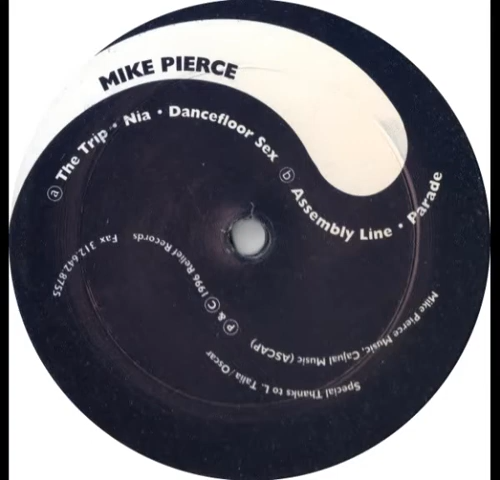 MIKE PIERCE
ⓐ The Trip • Nia • Dancefloor Sex
ⓑ Assembly Line • Parade
Mike Pierce Music, Cajual Music (ASCAP)
Special Thanks to L. Talia/Oscar
Ⓟ & © 1996 Relief Records Fax 312.642.8755